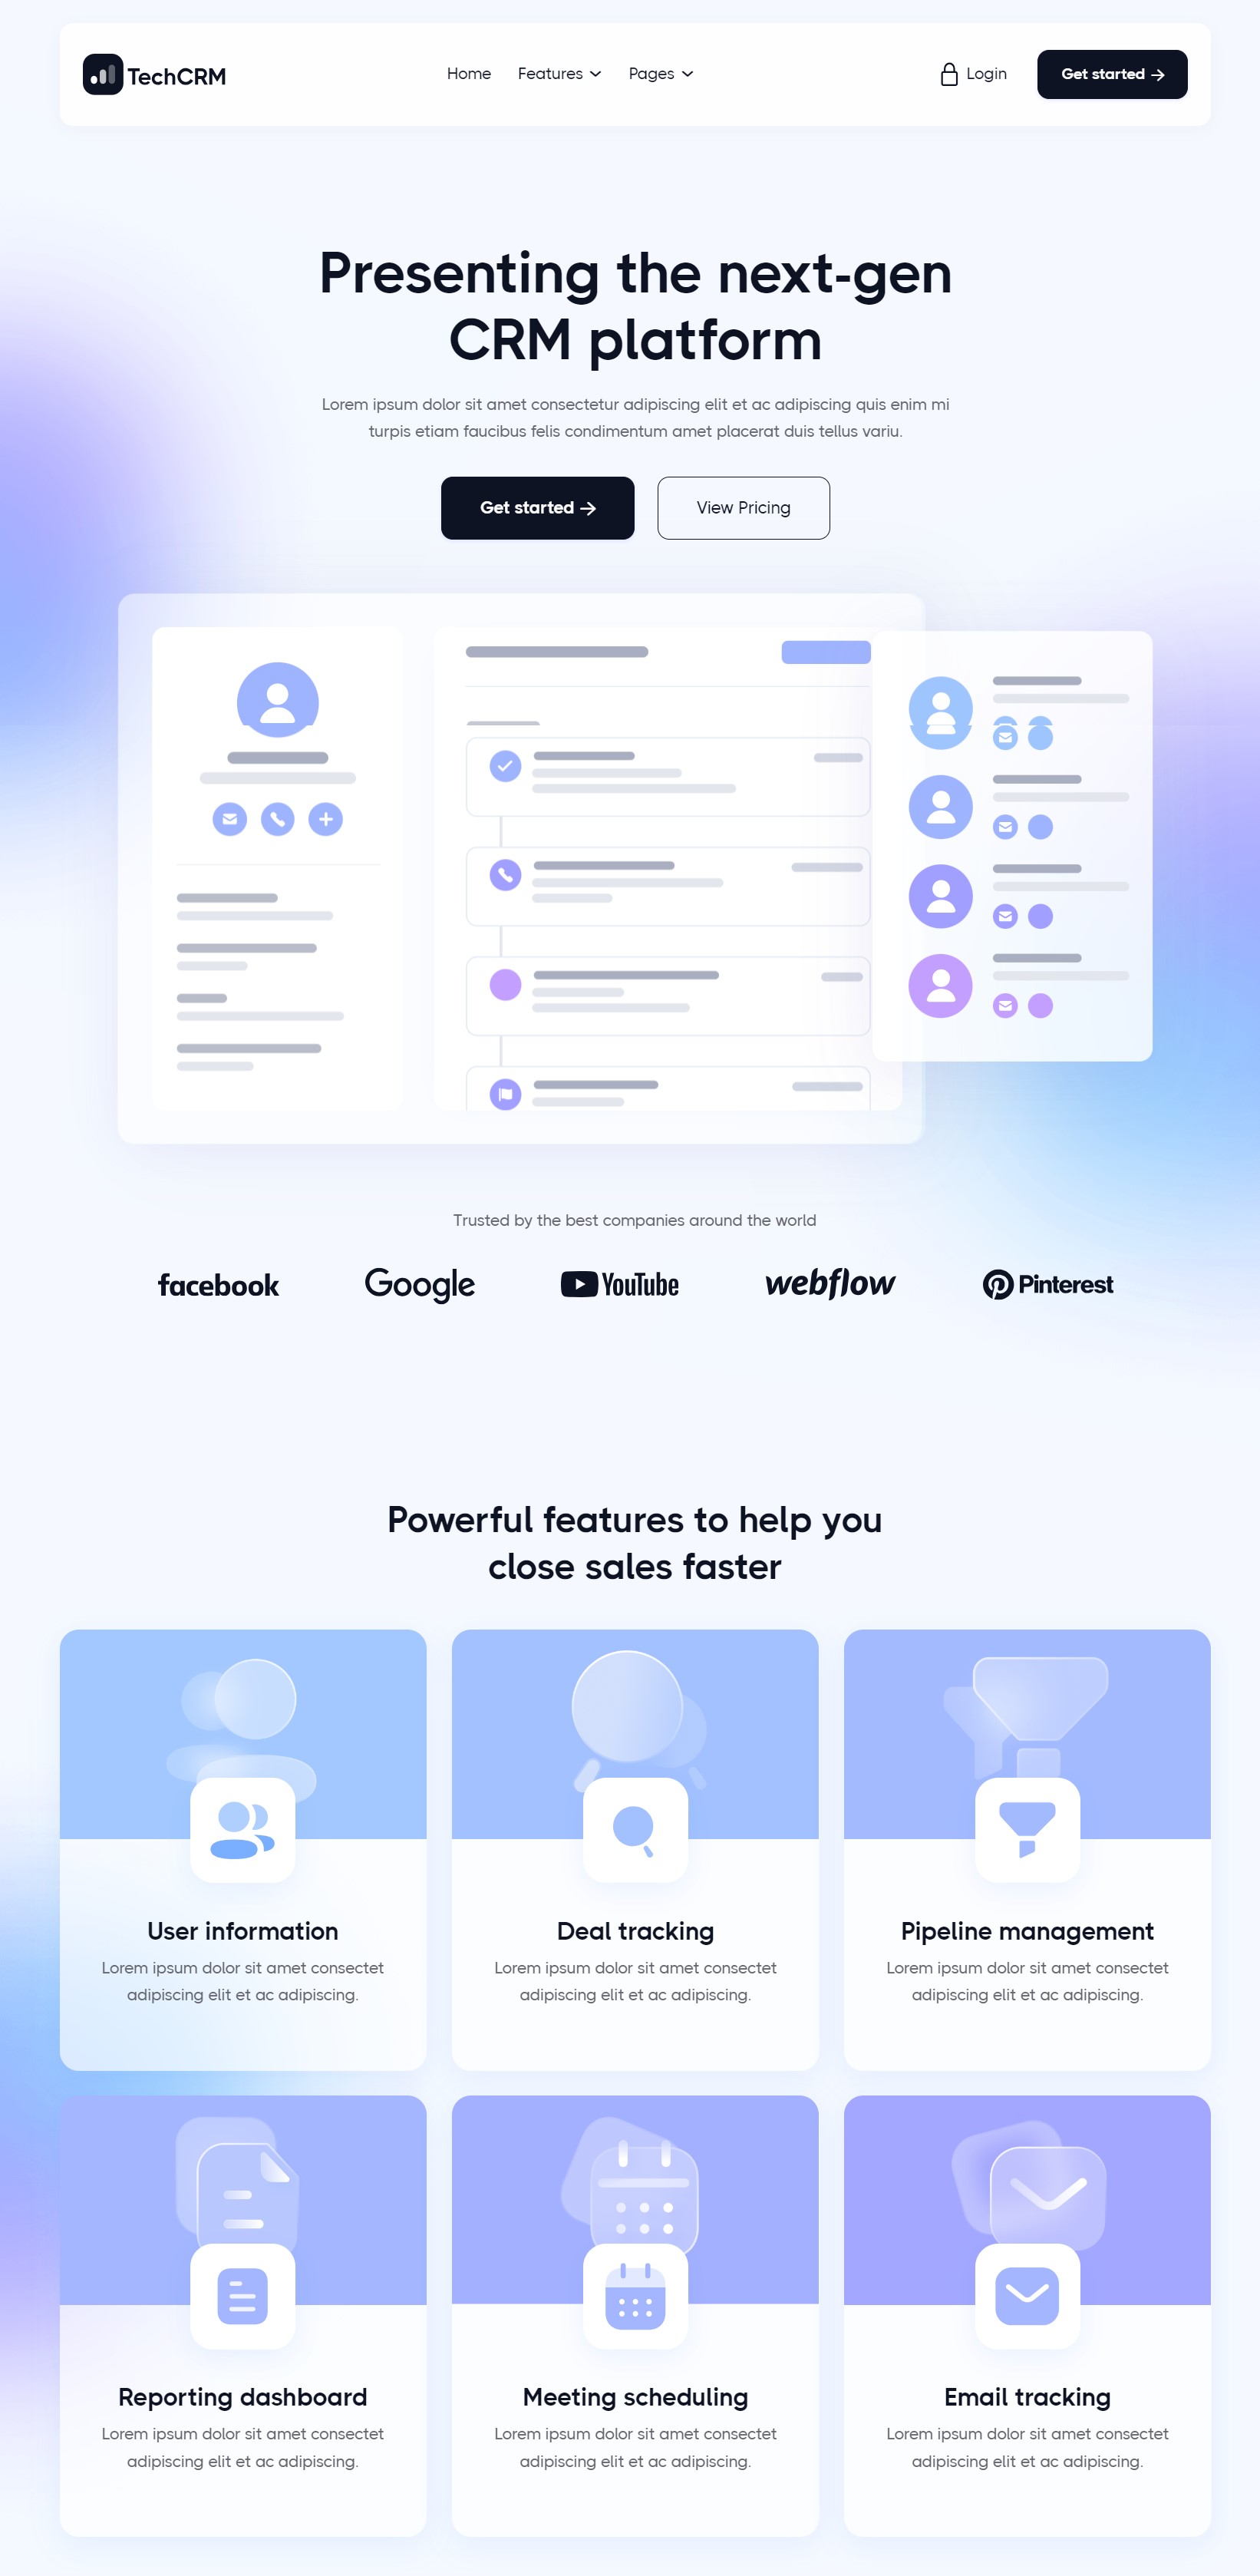 TechCRM
Home
Features
Pages
Login
Get started
Presenting the next-gen
CRM platform
Lorem ipsum dolor sit amet consectetur adipiscing elit et ac adipiscing quis enim mi
turpis etiam faucibus felis condimentum amet placerat duis tellus variu.
Get started
View Pricing
Trusted by the best companies around the world
facebook
Google
YouTube
webflow
Pinterest
Powerful features to help you
close sales faster
User information
Lorem ipsum dolor sit amet consectet
adipiscing elit et ac adipiscing.
Deal tracking
Lorem ipsum dolor sit amet consectet
adipiscing elit et ac adipiscing.
Pipeline management
Lorem ipsum dolor sit amet consectet
adipiscing elit et ac adipiscing.
Reporting dashboard
Lorem ipsum dolor sit amet consectet
adipiscing elit et ac adipiscing.
Meeting scheduling
Lorem ipsum dolor sit amet consectet
adipiscing elit et ac adipiscing.
Email tracking
Lorem ipsum dolor sit amet consectet
adipiscing elit et ac adipiscing.